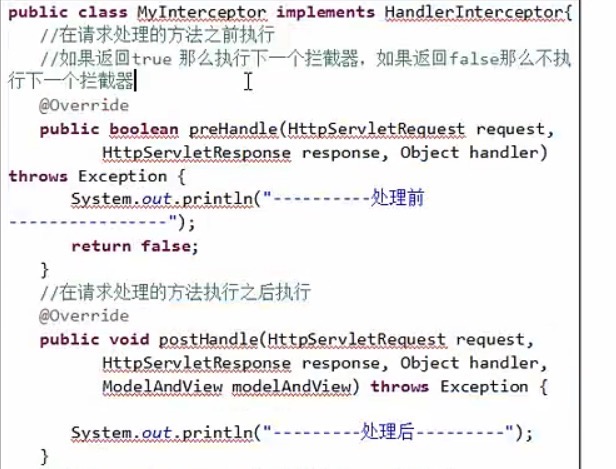 public class MyInterceptor implements HandlerInterceptor{
//在请求处理的方法之前执行
//如果返回true 那么执行下一个拦截器，如果返回false那么不执
行下一个拦截器
@Override
public boolean preHandle(HttpServletRequest request,
HttpServletResponse response, Object handler)
throws Exception {
System.out.println("----------处理前
----------------");
return false;
}
//在请求处理的方法执行之后执行
@Override
public void postHandle(HttpServletRequest request,
HttpServletResponse response, Object handler,
ModelAndView modelAndView) throws Exception {
System.out.println("---------处理后---------");
}